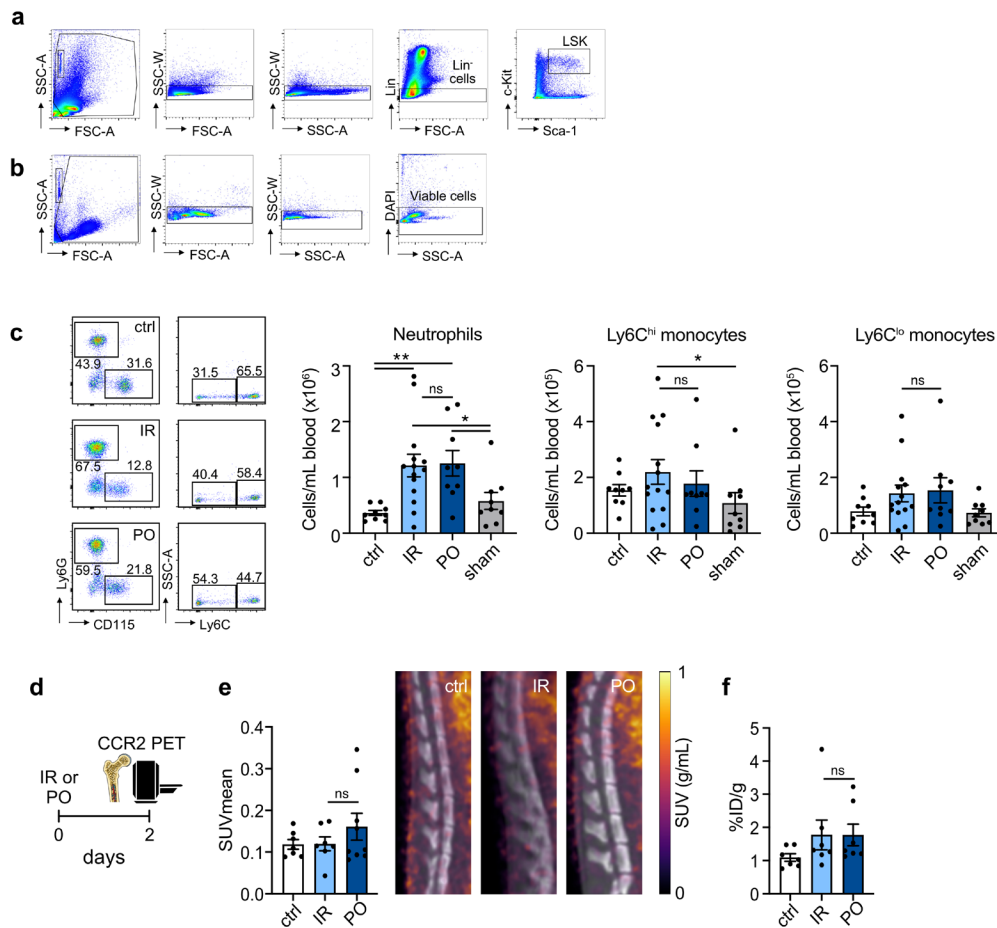 a
SSC-A
FSC-A
SSC-W
FSC-A
SSC-W
SSC-A
Lin
Lin-
cells
FSC-A
c-Kit
LSK
Sca-1
b
SSC-A
FSC-A
SSC-W
FSC-A
SSC-W
SSC-A
DAPI
Viable cells
SSC-A
c
ctrl
43.9
31.6
31.5
65.5
IR
67.5
12.8
40.4
58.4
PO
59.5
21.8
54.3
44.7
Ly6G
CD115
SSC-A
Ly6C
Neutrophils
Cells/mL blood (x10⁶)
3
2
1
0
**
ns
*
ctrl
IR
PO
sham
Ly6Chi monocytes
Cells/mL blood (x10⁵)
6
4
2
0
*
ns
ctrl
IR
PO
sham
Ly6Clo monocytes
Cells/mL blood (x10⁵)
6
4
2
0
ns
ctrl
IR
PO
sham
d
CCR2 PET
IR or
PO
0
2
days
e
SUVmean
0.4
0.3
0.2
0.1
0.0
ns
ctrl
IR
PO
ctrl
IR
PO
1
SUV (g/mL)
0
f
%ID/g
5
4
3
2
1
0
ns
ctrl
IR
PO